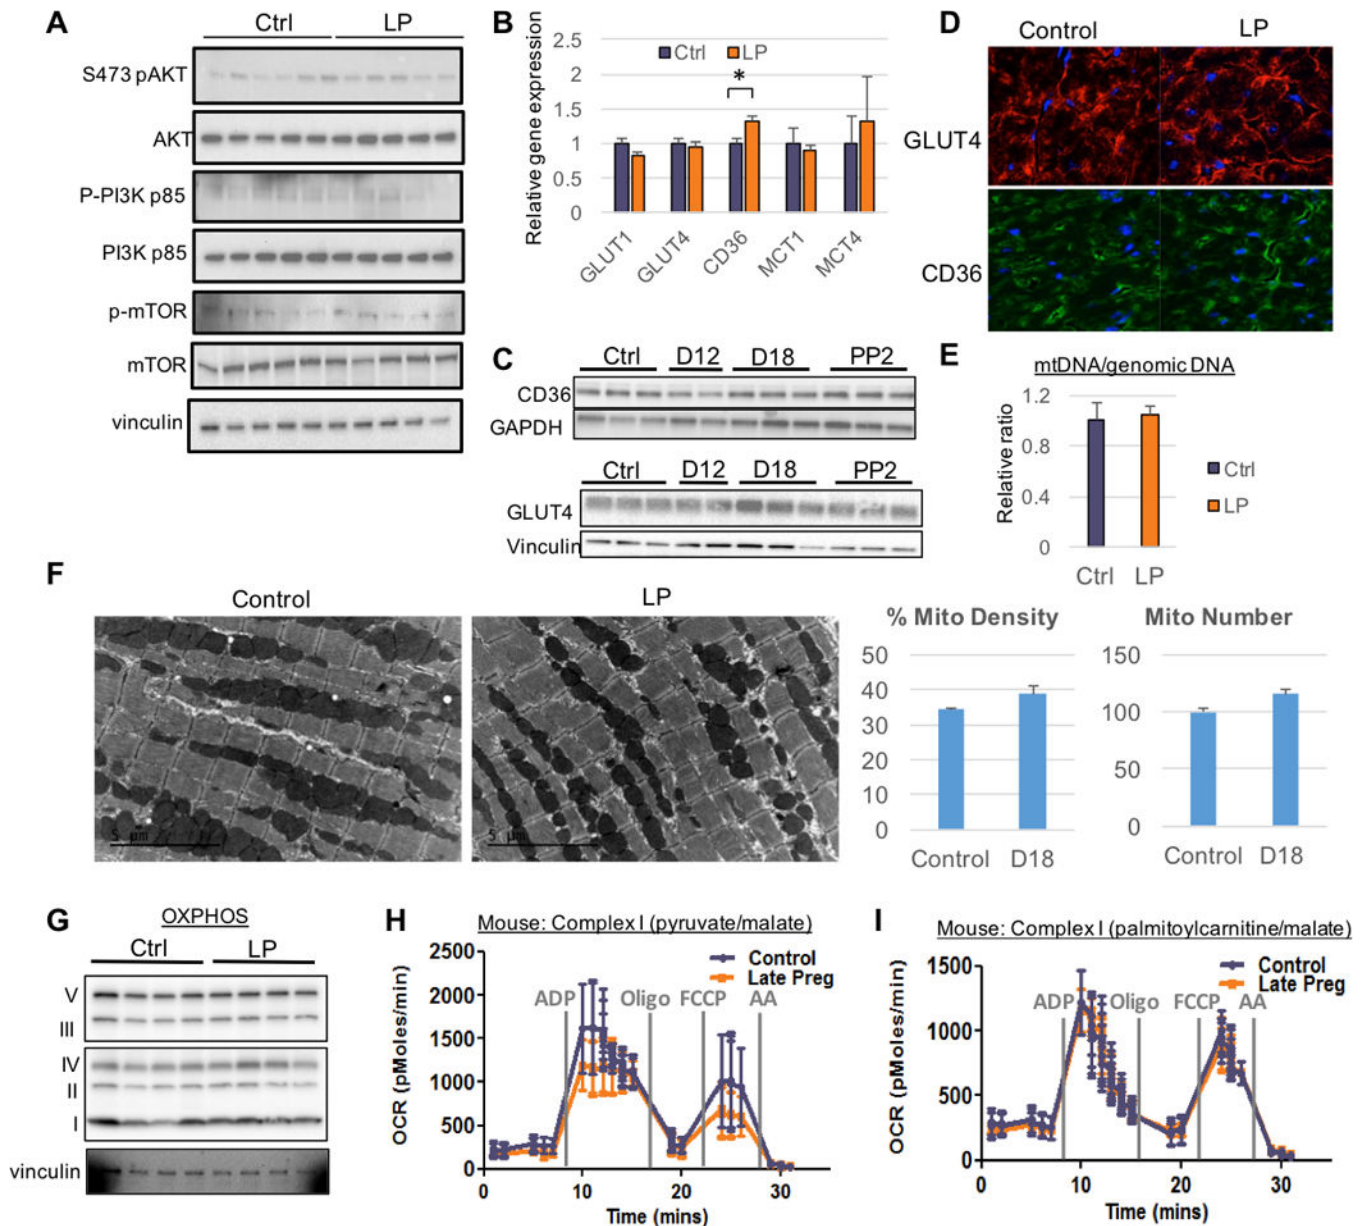 A
Ctrl LP
S473 pAKT
AKT
P-PI3K p85
PI3K p85
p-mTOR
mTOR
vinculin
B
Relative gene expression
2.5
2
1.5
1
0.5
0
Ctrl LP
*
GLUT1 GLUT4 CD36 MCT1 MCT4
C
Ctrl D12 D18 PP2
CD36
GAPDH
Ctrl D12 D18 PP2
GLUT4
Vinculin
D
Control LP
GLUT4
CD36
E
mtDNA/genomic DNA
Relative ratio
1.2
0.8
0.4
0
Ctrl LP
Ctrl
LP
F
Control LP
5 µm 5 µm
% Mito Density
50
40
30
20
10
0
Control D18
Mito Number
150
100
50
0
Control D18
G
OXPHOS
Ctrl LP
V
III
IV
II
I
vinculin
H
Mouse: Complex I (pyruvate/malate)
OCR (pMoles/min)
2500
2000
1500
1000
500
0
Control
Late Preg
ADP Oligo FCCP AA
0 10 20 30
Time (mins)
I
Mouse: Complex I (palmitoylcarnitine/malate)
OCR (pMoles/min)
1500
1000
500
0
Control
Late Preg
ADP Oligo FCCP AA
0 10 20 30
Time (mins)